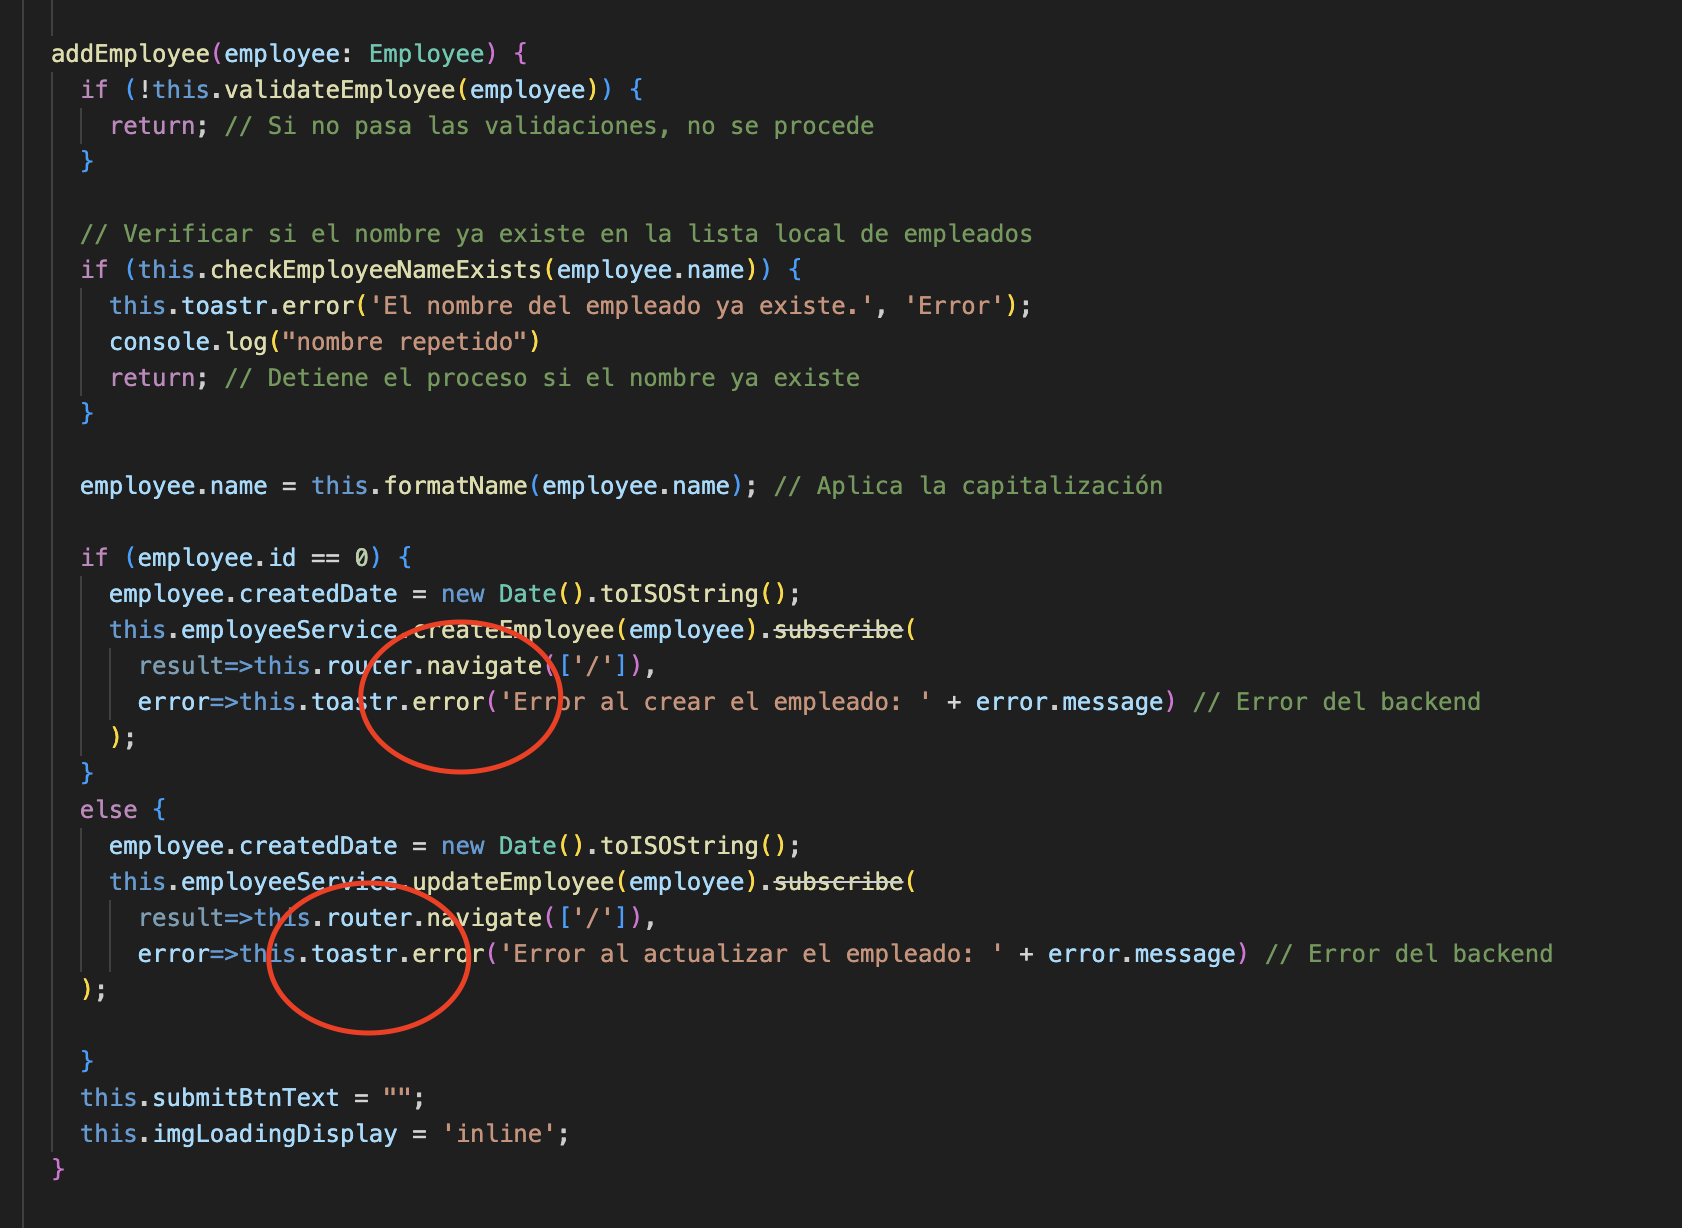 addEmployee(employee: Employee) {
if (!this.validateEmployee(employee)) {
return; // Si no pasa las validaciones, no se procede
}
// Verificar si el nombre ya existe en la lista local de empleados
if (this.checkEmployeeNameExists(employee.name)) {
this.toastr.error('El nombre del empleado ya existe.', 'Error');
console.log("nombre repetido")
return; // Detiene el proceso si el nombre ya existe
}
employee.name = this.formatName(employee.name); // Aplica la capitalización
if (employee.id == 0) {
employee.createdDate = new Date().toISOString();
this.employeeService.createEmployee(employee).subscribe(
result=>this.router.navigate(['/']),
error=>this.toastr.error('Error al crear el empleado: ' + error.message) // Error del backend
);
}
else {
employee.createdDate = new Date().toISOString();
this.employeeService.updateEmployee(employee).subscribe(
result=>this.router.navigate(['/']),
error=>this.toastr.error('Error al actualizar el empleado: ' + error.message) // Error del backend
);
}
this.submitBtnText = "";
this.imgLoadingDisplay = 'inline';
}